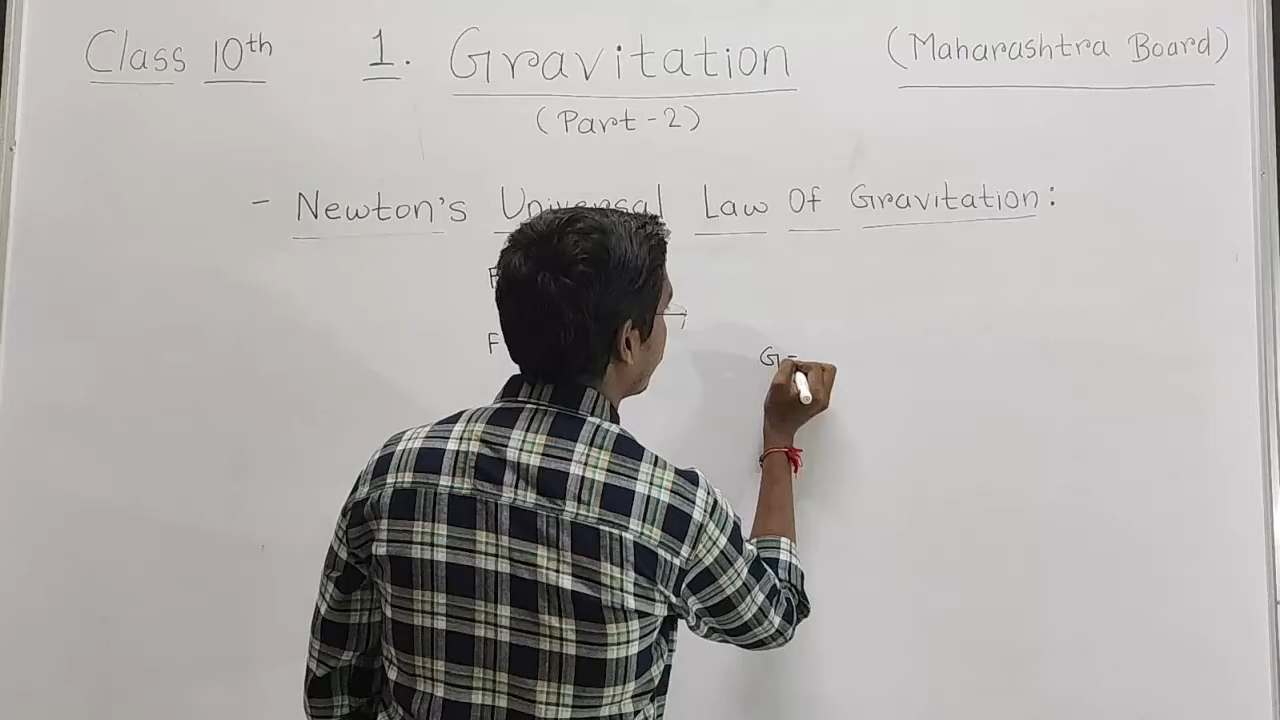 Class 10th 1. Gravitation (Maharashtra Board)
(Part-2)
- Newton's Universal Law Of Gravitation:
F
F
G =